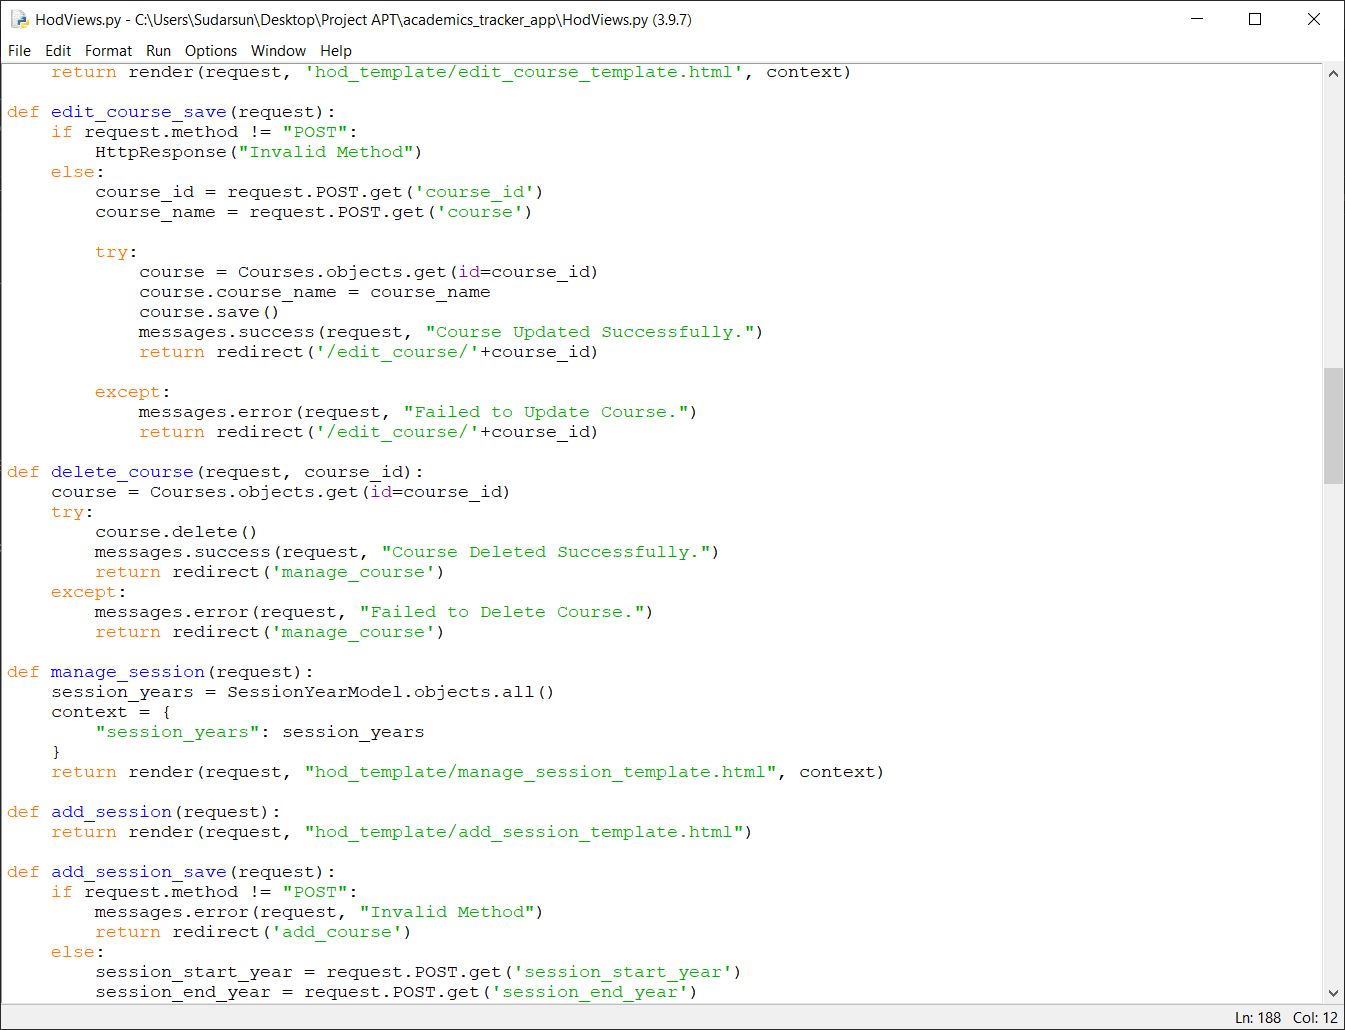 HodViews.py - C:\Users\Sudarsun\Desktop\Project APT\academics_tracker_app\HodViews.py (3.9.7)
File Edit Format Run Options Window Help
    return render(request, 'hod_template/edit_course_template.html', context)

def edit_course_save(request):
    if request.method != "POST":
        HttpResponse("Invalid Method")
    else:
        course_id = request.POST.get('course_id')
        course_name = request.POST.get('course')

        try:
            course = Courses.objects.get(id=course_id)
            course.course_name = course_name
            course.save()
            messages.success(request, "Course Updated Successfully.")
            return redirect('/edit_course/'+course_id)

        except:
            messages.error(request, "Failed to Update Course.")
            return redirect('/edit_course/'+course_id)

def delete_course(request, course_id):
    course = Courses.objects.get(id=course_id)
    try:
        course.delete()
        messages.success(request, "Course Deleted Successfully.")
        return redirect('manage_course')
    except:
        messages.error(request, "Failed to Delete Course.")
        return redirect('manage_course')

def manage_session(request):
    session_years = SessionYearModel.objects.all()
    context = {
        "session_years": session_years
    }
    return render(request, "hod_template/manage_session_template.html", context)

def add_session(request):
    return render(request, "hod_template/add_session_template.html")

def add_session_save(request):
    if request.method != "POST":
        messages.error(request, "Invalid Method")
        return redirect('add_course')
    else:
        session_start_year = request.POST.get('session_start_year')
        session_end_year = request.POST.get('session_end_year')
Ln: 188 Col: 12